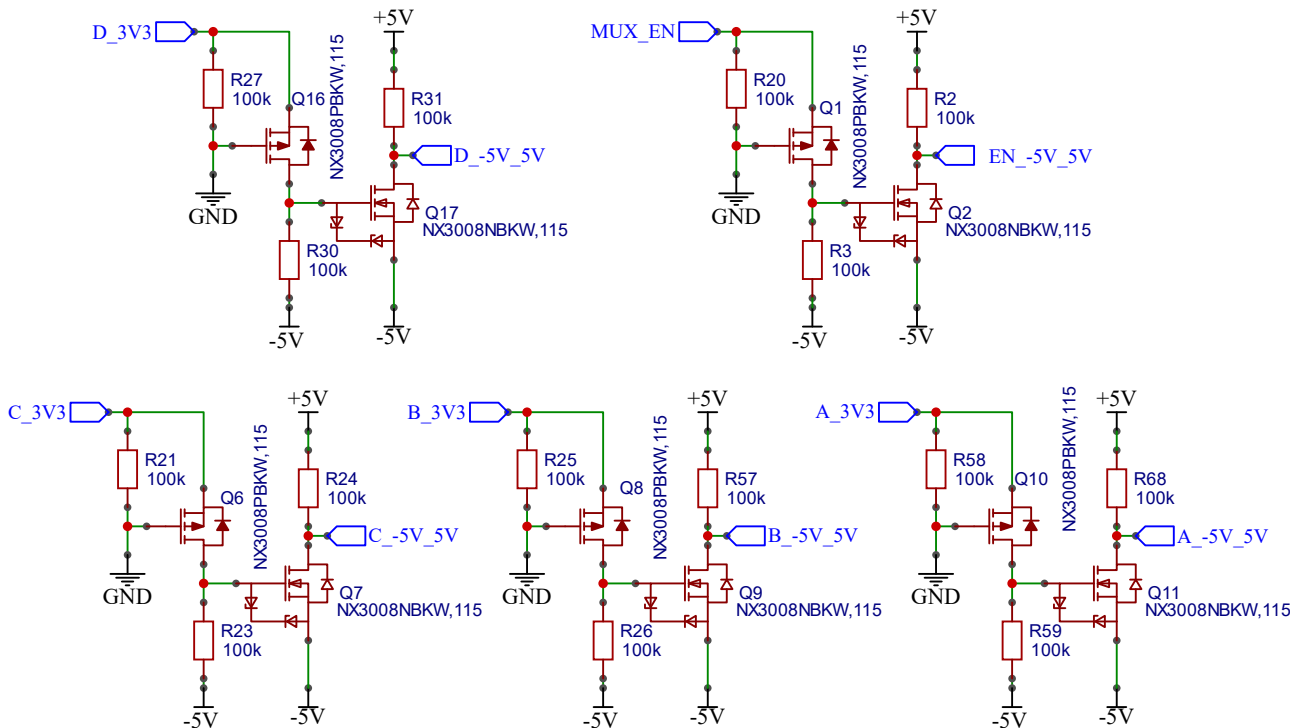 D_3V3
+5V
R27
100k
Q16
NX3008PBKW,115
R31
100k
D_-5V_5V
GND
Q17
NX3008NBKW,115
R30
100k
-5V
-5V
MUX_EN
+5V
R20
100k
Q1
NX3008PBKW,115
R2
100k
EN_-5V_5V
GND
Q2
NX3008NBKW,115
R3
100k
-5V
-5V
C_3V3
+5V
R21
100k
Q6
NX3008PBKW,115
R24
100k
C_-5V_5V
GND
Q7
NX3008NBKW,115
R23
100k
-5V
-5V
B_3V3
+5V
R25
100k
Q8
NX3008PBKW,115
R57
100k
B_-5V_5V
GND
Q9
NX3008NBKW,115
R26
100k
-5V
-5V
A_3V3
+5V
R58
100k
Q10
NX3008PBKW,115
R68
100k
A_-5V_5V
GND
Q11
NX3008NBKW,115
R59
100k
-5V
-5V